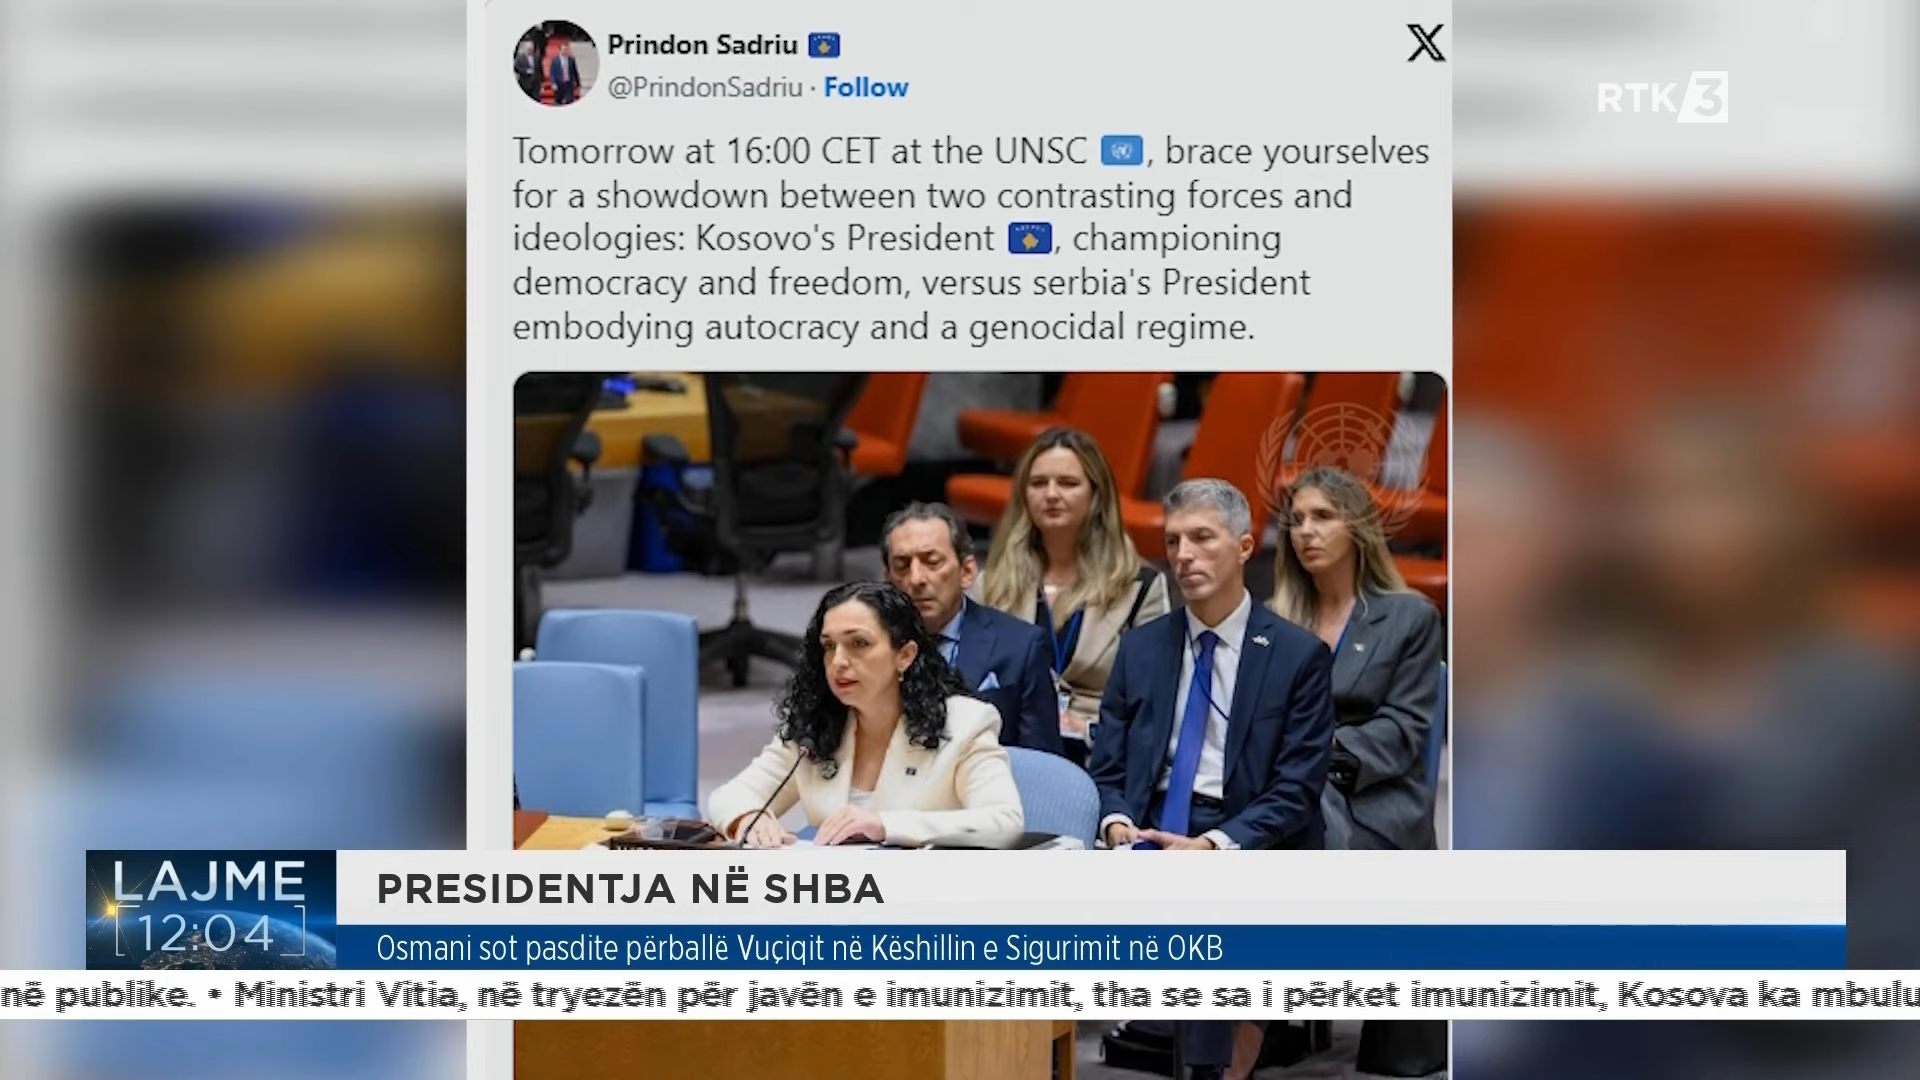 Prindon Sadriu
@PrindonSadriu · Follow
RTK 3
Tomorrow at 16:00 CET at the UNSC , brace yourselves
for a showdown between two contrasting forces and
ideologies: Kosovo's President , championing
democracy and freedom, versus serbia's President
embodying autocracy and a genocidal regime.
LAJME
12:04
PRESIDENTJA NË SHBA
Osmani sot pasdite përballë Vuçiqit në Këshillin e Sigurimit në OKB
në publike. • Ministri Vitia, në tryezën për javën e imunizimit, tha se sa i përket imunizimit, Kosova ka mbulu